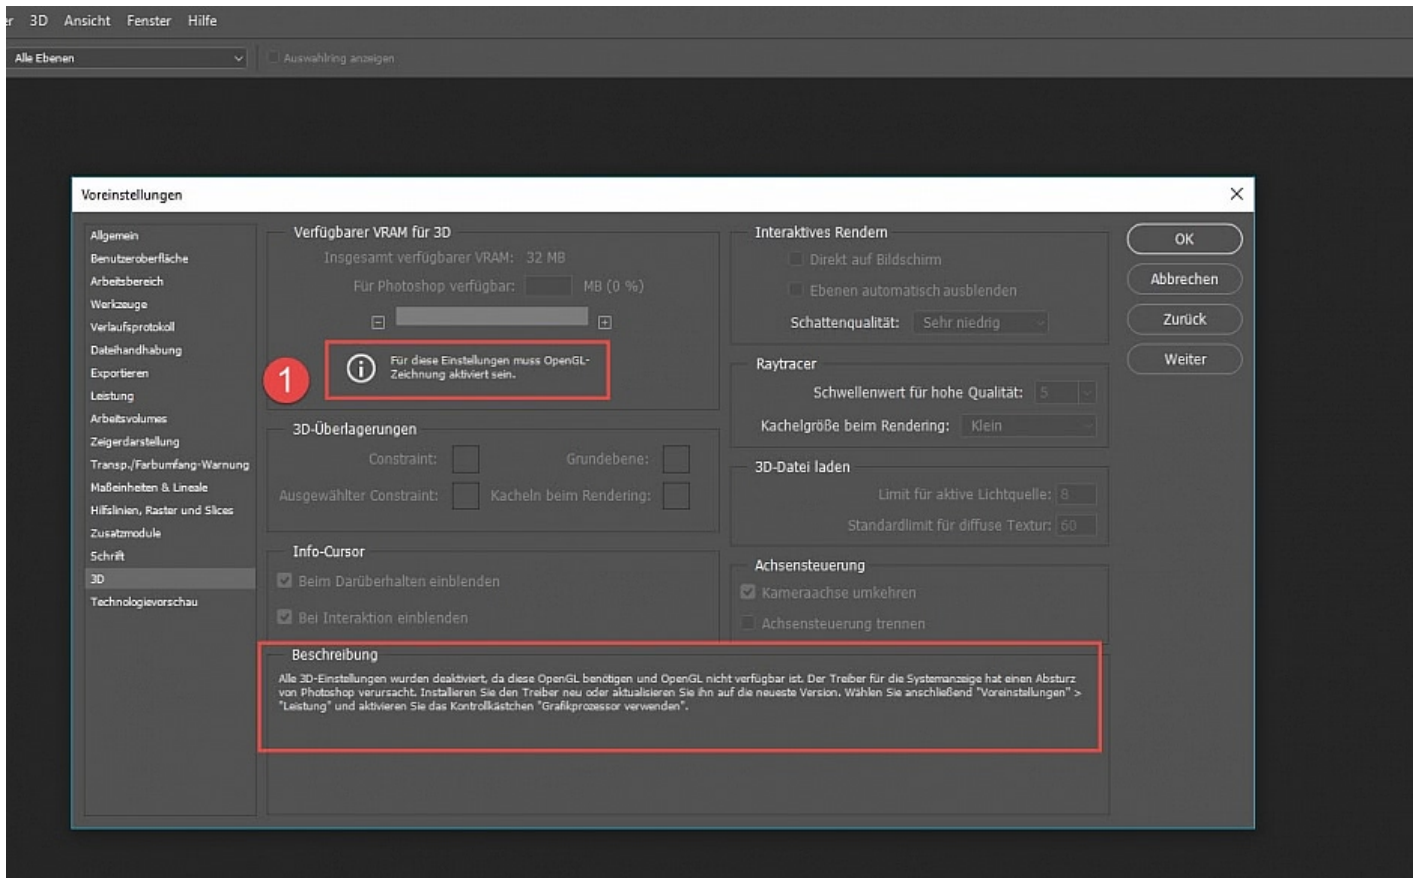 3D Ansicht Fenster Hilfe
Alle Ebenen
Auswahlring anzeigen
Voreinstellungen
Allgemein
Benutzeroberfläche
Arbeitsbereich
Werkzeuge
Verlaufsprotokoll
Dateihandhabung
Exportieren
Leistung
Arbeitsvolumes
Zeigerdarstellung
Transp./Farbumfang-Warnung
Maßeinheiten & Lineale
Hilfslinien, Raster und Slices
Zusatzmodule
Schrift
3D
Technologievorschau
Verfügbarer VRAM für 3D
Insgesamt verfügbarer VRAM: 32 MB
Für Photoshop verfügbar: MB (0 %)
1
Für diese Einstellungen muss OpenGL-
Zeichnung aktiviert sein.
3D-Überlagerungen
Constraint: Grundebene:
Ausgewählter Constraint: Kacheln beim Rendering:
Info-Cursor
Beim Darüberhalten einblenden
Bei Interaktion einblenden
Interaktives Rendern
Direkt auf Bildschirm
Ebenen automatisch ausblenden
Schattenqualität: Sehr niedrig
Raytracer
Schwellenwert für hohe Qualität: 5
Kachelgröße beim Rendering: Klein
3D-Datei laden
Limit für aktive Lichtquelle: 8
Standardlimit für diffuse Textur: 60
Achsensteuerung
Kameraachse umkehren
Achsensteuerung trennen
Beschreibung
Alle 3D-Einstellungen wurden deaktiviert, da diese OpenGL benötigen und OpenGL nicht verfügbar ist. Der Treiber für die Systemanzeige hat einen Absturz
von Photoshop verursacht. Installieren Sie den Treiber neu oder aktualisieren Sie ihn auf die neueste Version. Wählen Sie anschließend "Voreinstellungen" >
"Leistung" und aktivieren Sie das Kontrollkästchen "Grafikprozessor verwenden".
OK
Abbrechen
Zurück
Weiter